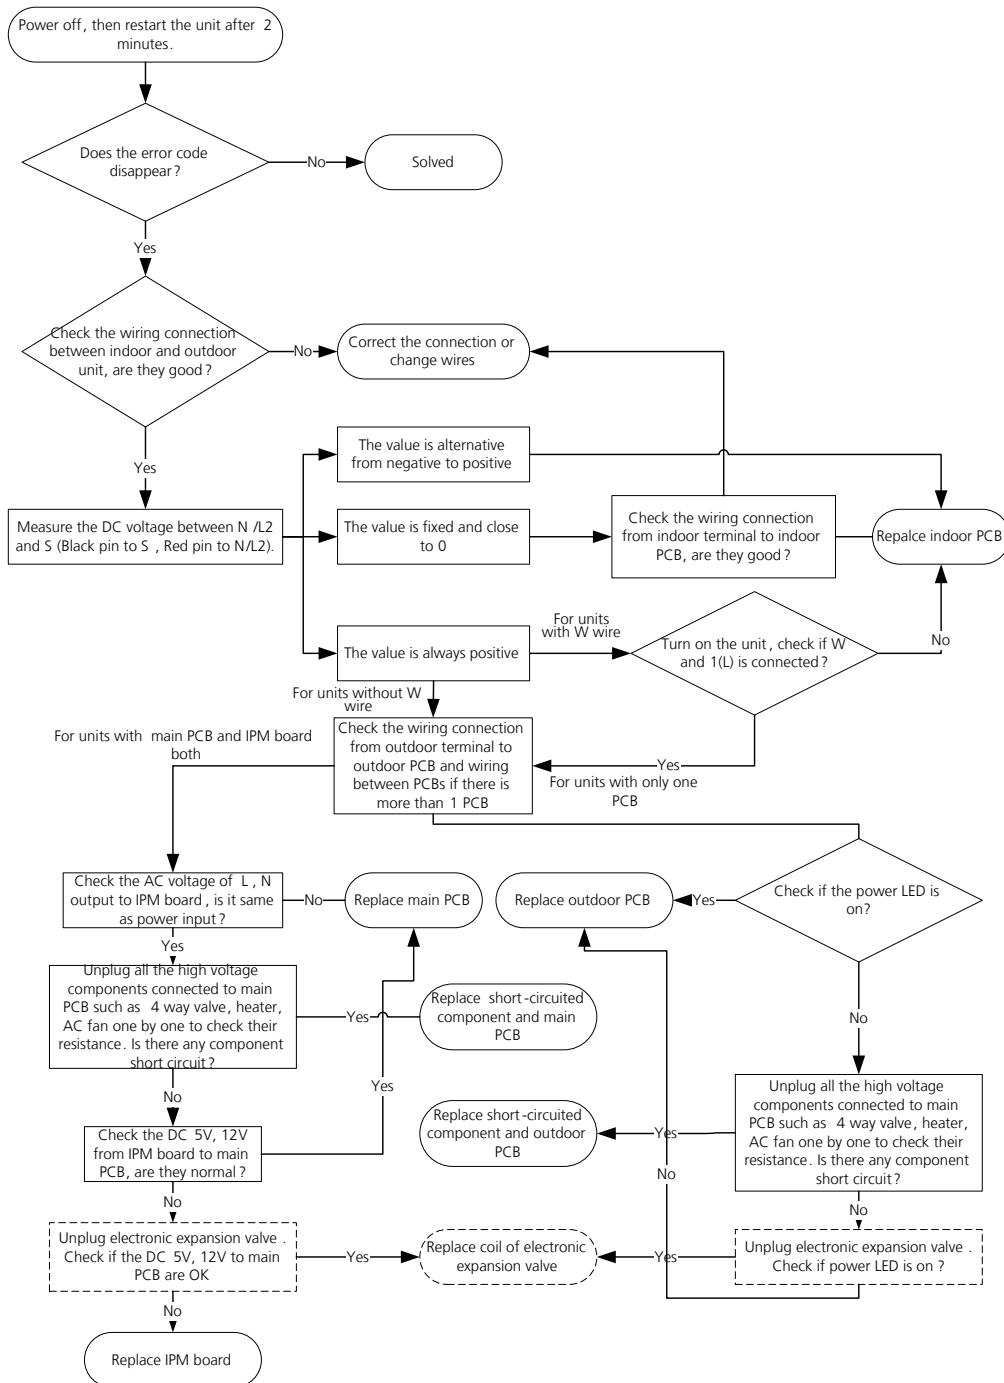 Power off, then restart the unit after 2
minutes.
Does the error code
disappear?
No
Solved
Yes
Check the wiring connection
between indoor and outdoor
unit, are they good?
No
Correct the connection or
change wires
Yes
The value is alternative
from negative to positive
Measure the DC voltage between N/L2
and S (Black pin to S, Red pin to N/L2).
The value is fixed and close
to 0
Check the wiring connection
from indoor terminal to indoor
PCB, are they good?
Repalce indoor PCB
The value is always positive
For units
with W wire
Turn on the unit, check if W
and 1(L) is connected?
No
For units without W
wire
For units with main PCB and IPM board
both
Check the wiring connection
from outdoor terminal to
outdoor PCB and wiring
between PCBs if there is
more than 1 PCB
Yes
For units with only one
PCB
Check the AC voltage of L, N
output to IPM board, is it same
as power input?
No
Replace main PCB
Replace outdoor PCB
Yes
Check if the power LED is
on?
Yes
Unplug all the high voltage
components connected to main
PCB such as 4 way valve, heater,
AC fan one by one to check their
resistance. Is there any component
short circuit?
Yes
Replace short-circuited
component and main
PCB
No
No
Yes
Unplug all the high voltage
components connected to main
PCB such as 4 way valve, heater,
AC fan one by one to check their
resistance. Is there any component
short circuit?
Yes
Replace short-circuited
component and outdoor
PCB
Check the DC 5V, 12V
from IPM board to main
PCB, are they normal?
No
No
No
Unplug electronic expansion valve.
Check if the DC 5V, 12V to main
PCB are OK
Yes
Replace coil of electronic
expansion valve
Yes
Unplug electronic expansion valve.
Check if power LED is on?
No
Replace IPM board